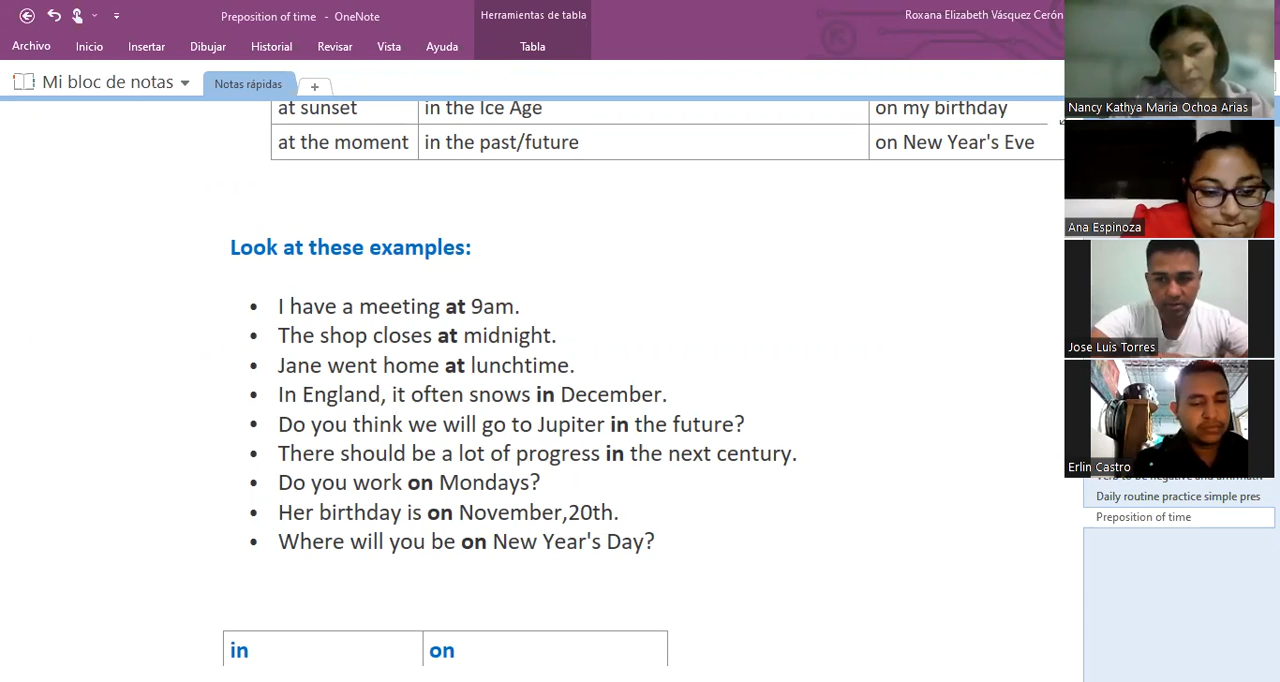 Preposition of time - OneNote
Herramientas de tabla
Roxana Elizabeth Vásquez Cerón
Archivo
Inicio
Insertar
Dibujar
Historial
Revisar
Vista
Ayuda
Tabla
Mi bloc de notas
Notas rápidas
at sunset
in the Ice Age
on my birthday
at the moment
in the past/future
on New Year's Eve
Look at these examples:
• I have a meeting at 9am.
• The shop closes at midnight.
• Jane went home at lunchtime.
• In England, it often snows in December.
• Do you think we will go to Jupiter in the future?
• There should be a lot of progress in the next century.
• Do you work on Mondays?
• Her birthday is on November,20th.
• Where will you be on New Year's Day?
in
on
Nancy Kathya Maria Ochoa Arias
Ana Espinoza
Jose Luis Torres
Erlin Castro
Daily routine practice simple pres
Preposition of time